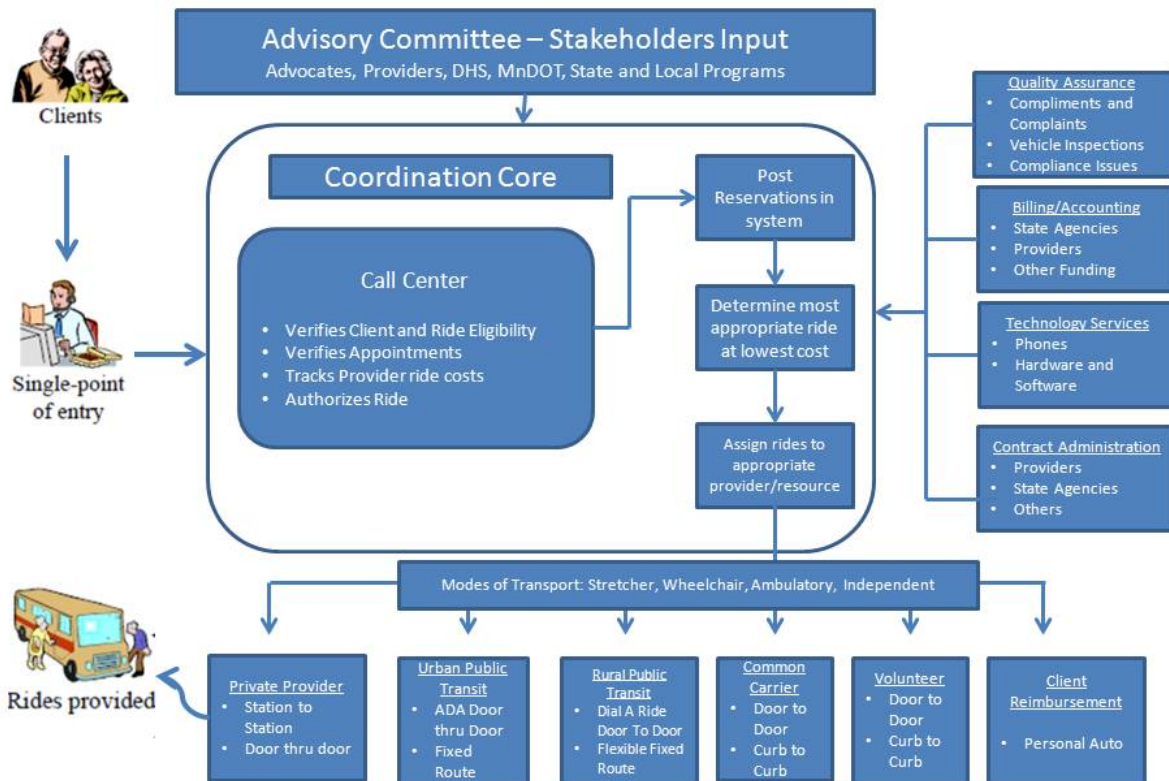 Advisory Committee – Stakeholders Input
Advocates, Providers, DHS, MnDOT, State and Local Programs
Clients
Single-point
of entry
Coordination Core
Call Center
• Verifies Client and Ride Eligibility
• Verifies Appointments
• Tracks Provider ride costs
• Authorizes Ride
Post
Reservations in
system
Determine most
appropriate ride
at lowest cost
Assign rides to
appropriate
provider/resource
Quality Assurance
• Compliments and
Complaints
• Vehicle Inspections
• Compliance Issues
Billing/Accounting
• State Agencies
• Providers
• Other Funding
Technology Services
• Phones
• Hardware and
Software
Contract Administration
• Providers
• State Agencies
• Others
Modes of Transport: Stretcher, Wheelchair, Ambulatory, Independent
Rides provided
Private Provider
• Station to
Station
• Door thru door
Urban Public
Transit
• ADA Door
thru Door
• Fixed
Route
Rural Public
Transit
• Dial A Ride
Door To Door
• Flexible Fixed
Route
Common
Carrier
• Door to
Door
• Curb to
Curb
Volunteer
• Door to
Door
• Curb to
Curb
Client
Reimbursement
• Personal Auto